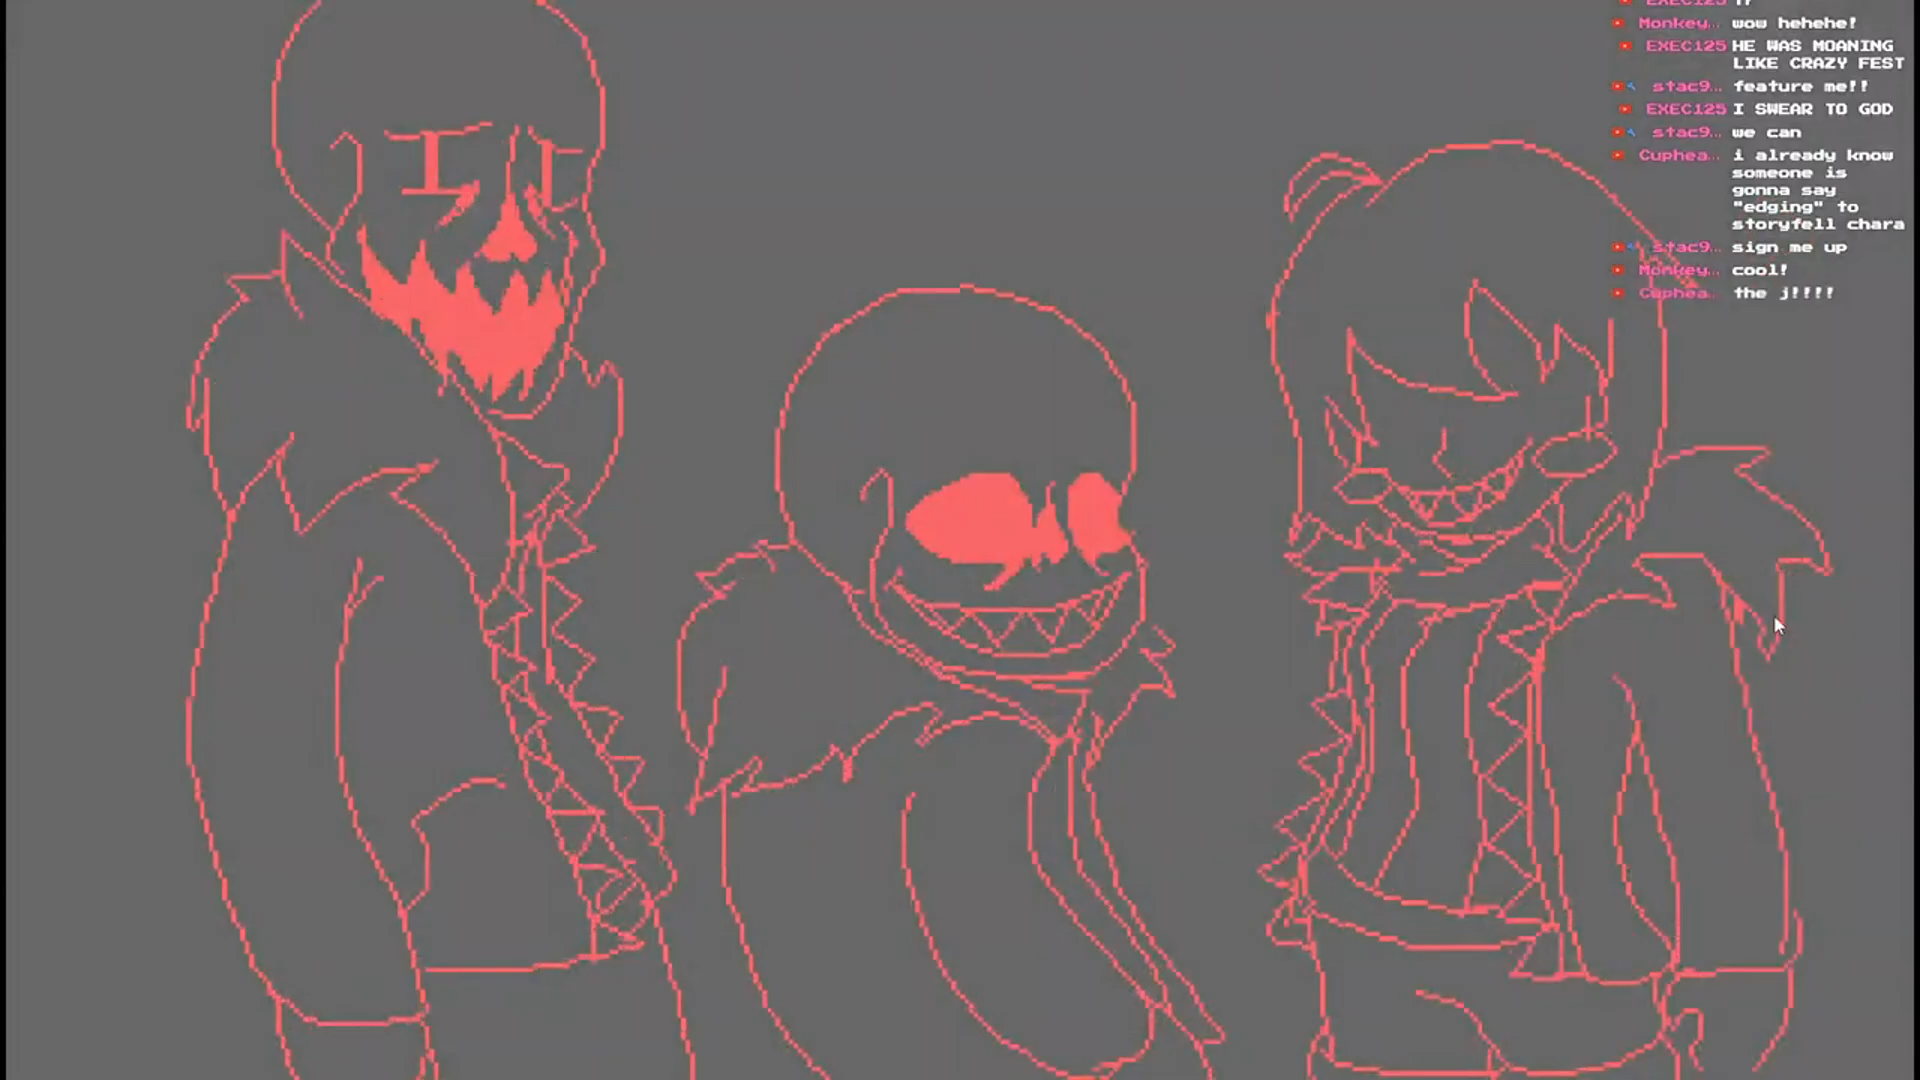 Monkey... wow hehehe!
EXEC125 HE WAS MOANING
LIKE CRAZY FEST
stac9... feature me!!
EXEC125 I SWEAR TO GOD
stac9... we can
Cuphea... i already know
someone is
gonna say
"edging" to
storyfell chara
stac9... sign me up
Monkey... cool!
Cuphea... the j!!!!